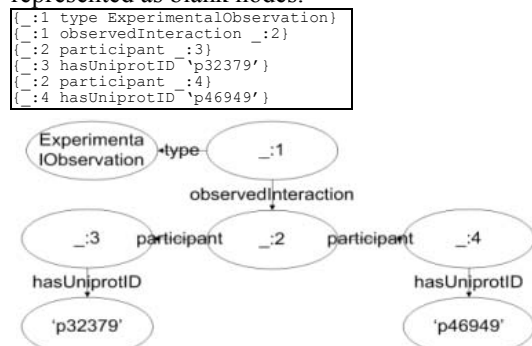 represented as blank nodes.
{_:1 type ExperimentalObservation}
{_:1 observedInteraction _:2}
{_:2 participant _:3}
{_:3 hasUniprotID 'p32379'}
{_:2 participant _:4}
{_:4 hasUniprotID 'p46949'}
Experimenta
lObservation
type
_:1
observedInteraction
_:3
participant
_:2
participant
_:4
hasUniprotID
hasUniprotID
'p32379'
'p46949'